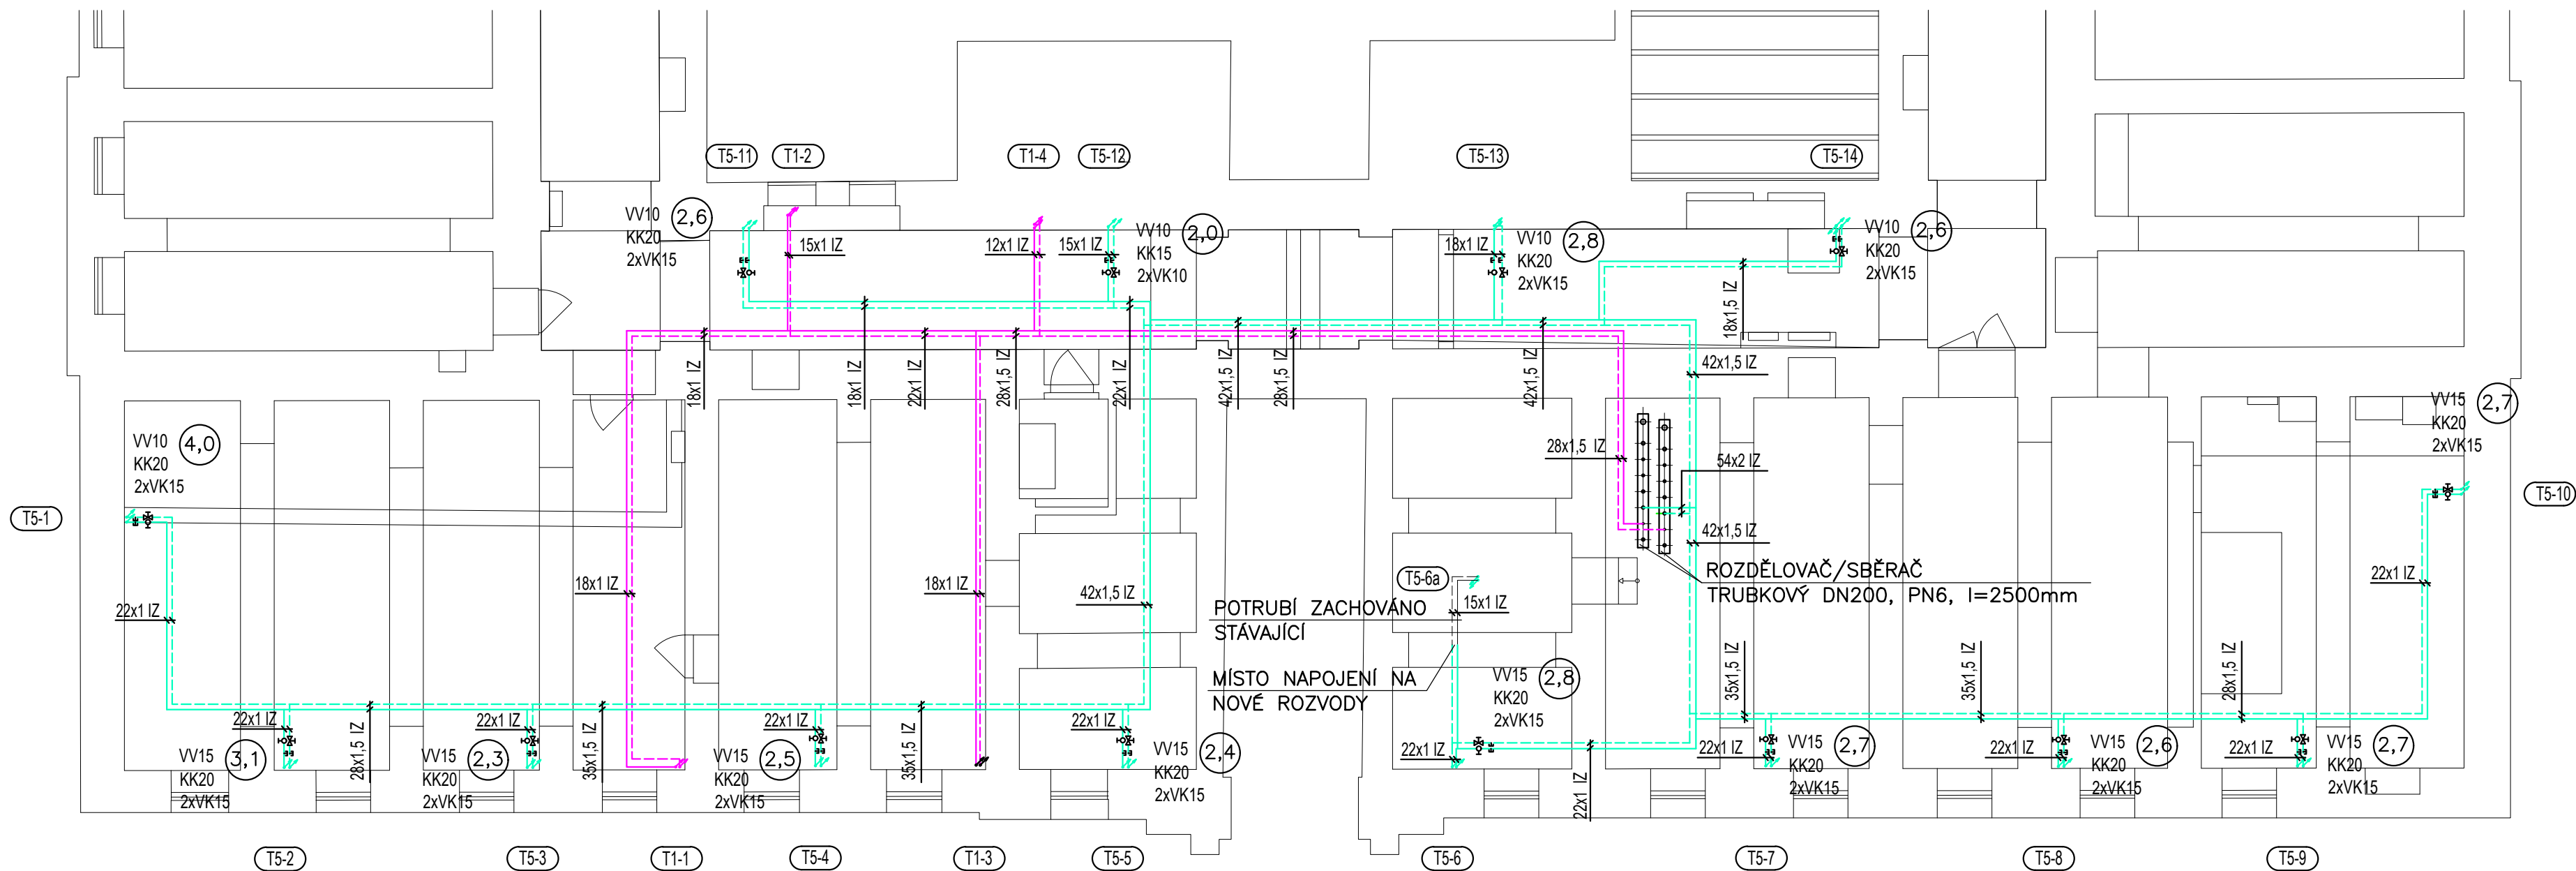 T5-11
T1-2
T1-4
T5-12
T5-13
T5-14
VV10
KK20
2xVK15
2,6
15x1 IZ
12x1 IZ
15x1 IZ
VV10
KK15
2xVK10
2,0
18x1 IZ
VV10
KK20
2xVK15
2,8
VV10
KK20
2xVK15
2,6
18x1 IZ
18x1 IZ
22x1 IZ
28x1,5 IZ
22x1 IZ
42x1,5 IZ
28x1,5 IZ
42x1,5 IZ
18x1,5 IZ
42x1,5 IZ
VV10
KK20
2xVK15
4,0
28x1,5 IZ
54x2 IZ
VV15
KK20
2xVK15
2,7
T5-1
T5-10
42x1,5 IZ
22x1 IZ
18x1 IZ
18x1 IZ
42x1,5 IZ
T5-6a
15x1 IZ
ROZDĚLOVAČ/SBĚRAČ
TRUBKOVÝ DN200, PN6, l=2500mm
22x1 IZ
POTRUBÍ ZACHOVÁNO
STÁVAJÍCÍ
MÍSTO NAPOJENÍ NA
NOVÉ ROZVODY
VV15
KK20
2xVK15
2,8
35x1,5 IZ
35x1,5 IZ
28x1,5 IZ
22x1 IZ
28x1,5 IZ
22x1 IZ
35x1,5 IZ
22x1 IZ
35x1,5 IZ
22x1 IZ
22x1 IZ
22x1 IZ
22x1 IZ
22x1 IZ
22x1 IZ
VV15
KK20
2xVK15
3,1
VV15
KK20
2xVK15
2,3
VV15
KK20
2xVK15
2,5
VV15
KK20
2xVK15
2,4
VV15
KK20
2xVK15
2,7
VV15
KK20
2xVK15
2,6
VV15
KK20
2xVK15
2,7
T5-2
T5-3
T1-1
T5-4
T1-3
T5-5
T5-6
T5-7
T5-8
T5-9